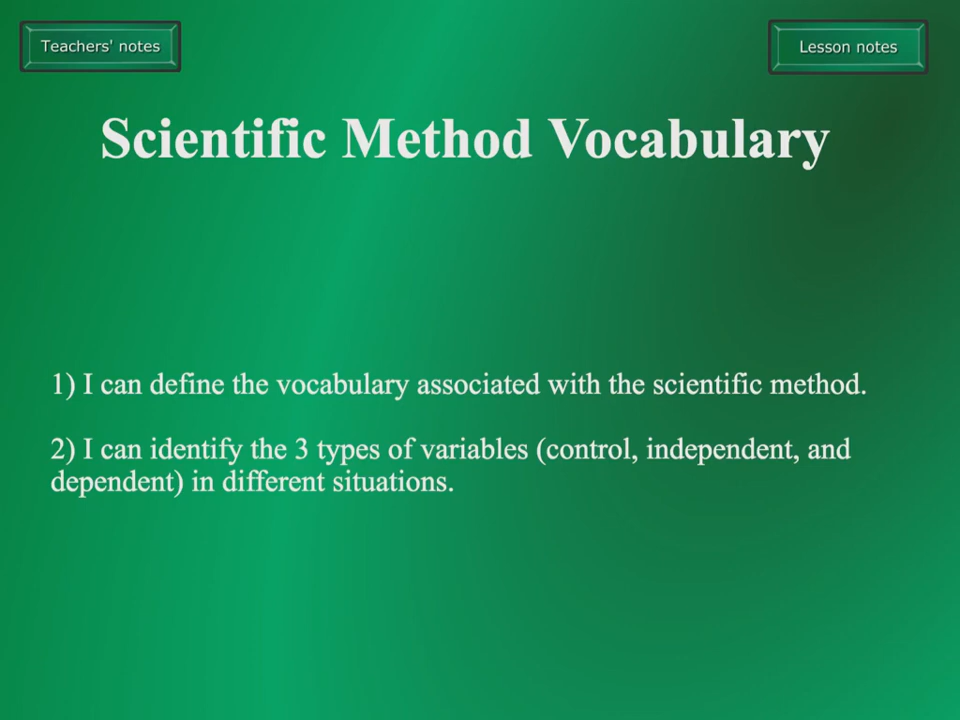 Teachers' notes
Lesson notes
Scientific Method Vocabulary
1) I can define the vocabulary associated with the scientific method.
2) I can identify the 3 types of variables (control, independent, and
dependent) in different situations.